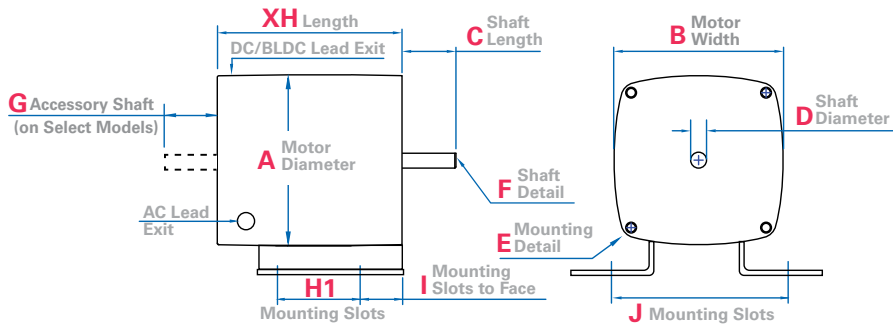 XH Length
DC/BLDC Lead Exit
C Shaft
Length
B Motor
Width
G Accessory Shaft
(on Select Models)
A Motor
Diameter
D Shaft
Diameter
F Shaft
Detail
AC Lead
Exit
E Mounting
Detail
H1
Mounting Slots
I Mounting
Slots to Face
J Mounting Slots